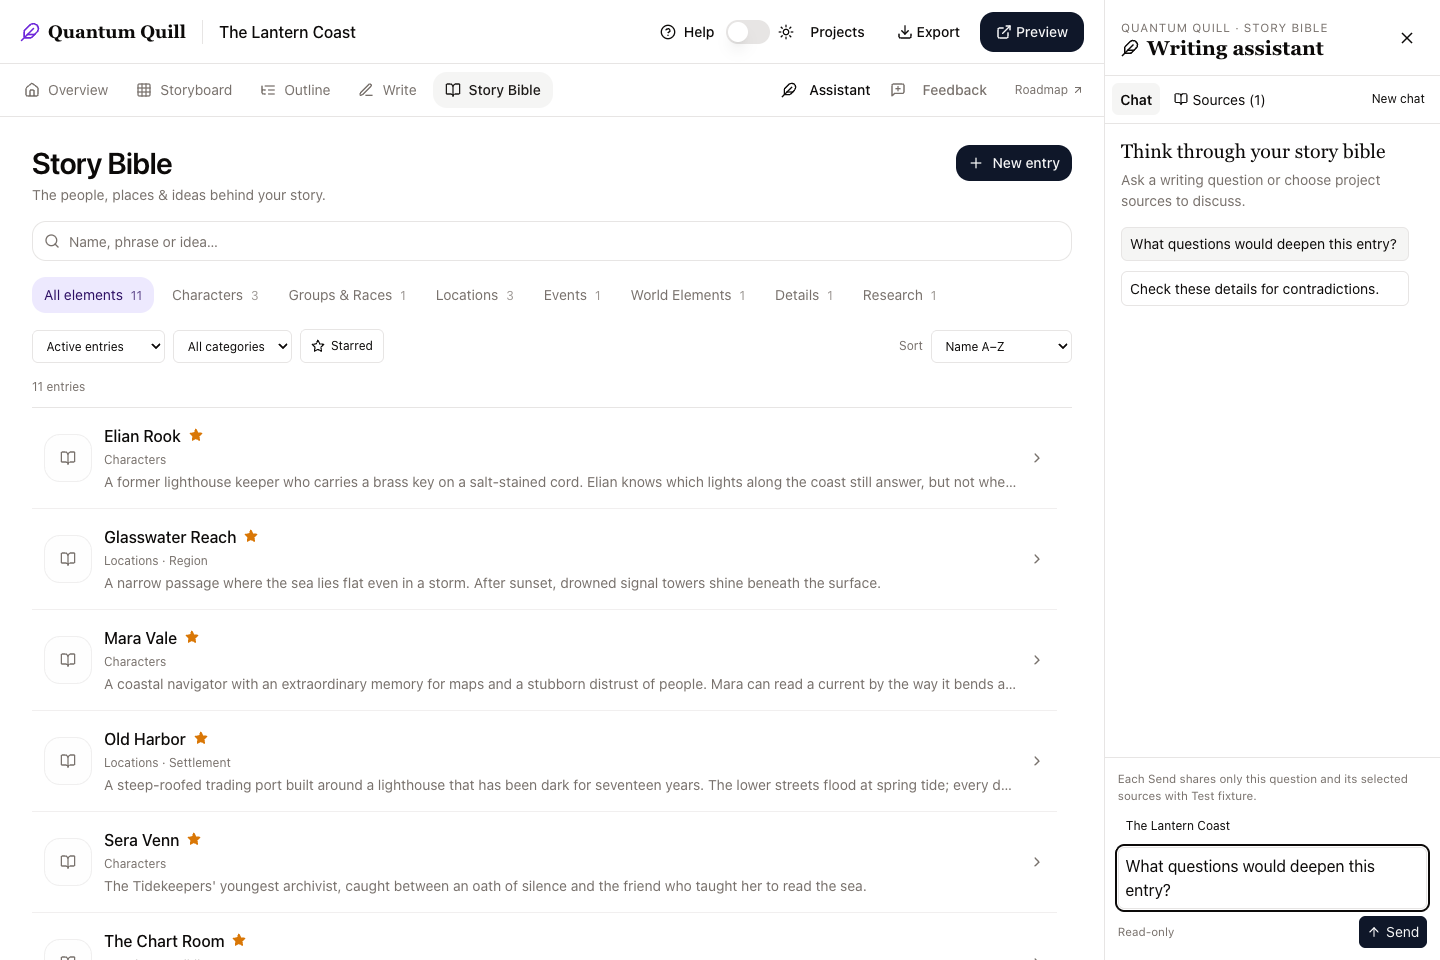 Quantum Quill
The Lantern Coast
Help
Projects
Export
Preview
Overview
Storyboard
Outline
Write
Story Bible
Assistant
Feedback
Roadmap
Story Bible
New entry
The people, places & ideas behind your story.
Name, phrase or idea...
All elements 11
Characters 3
Groups & Races 1
Locations 3
Events 1
World Elements 1
Details 1
Research 1
Active entries
All categories
Starred
Sort
Name A–Z
11 entries
Elian Rook
Characters
A former lighthouse keeper who carries a brass key on a salt-stained cord. Elian knows which lights along the coast still answer, but not whe...
Glasswater Reach
Locations · Region
A narrow passage where the sea lies flat even in a storm. After sunset, drowned signal towers shine beneath the surface.
Mara Vale
Characters
A coastal navigator with an extraordinary memory for maps and a stubborn distrust of people. Mara can read a current by the way it bends a...
Old Harbor
Locations · Settlement
A steep-roofed trading port built around a lighthouse that has been dark for seventeen years. The lower streets flood at spring tide; every d...
Sera Venn
Characters
The Tidekeepers' youngest archivist, caught between an oath of silence and the friend who taught her to read the sea.
The Chart Room
QUANTUM QUILL · STORY BIBLE
Writing assistant
Chat
Sources (1)
New chat
Think through your story bible
Ask a writing question or choose project
sources to discuss.
What questions would deepen this entry?
Check these details for contradictions.
Each Send shares only this question and its selected
sources with Test fixture.
The Lantern Coast
What questions would deepen this
entry?
Read-only
Send